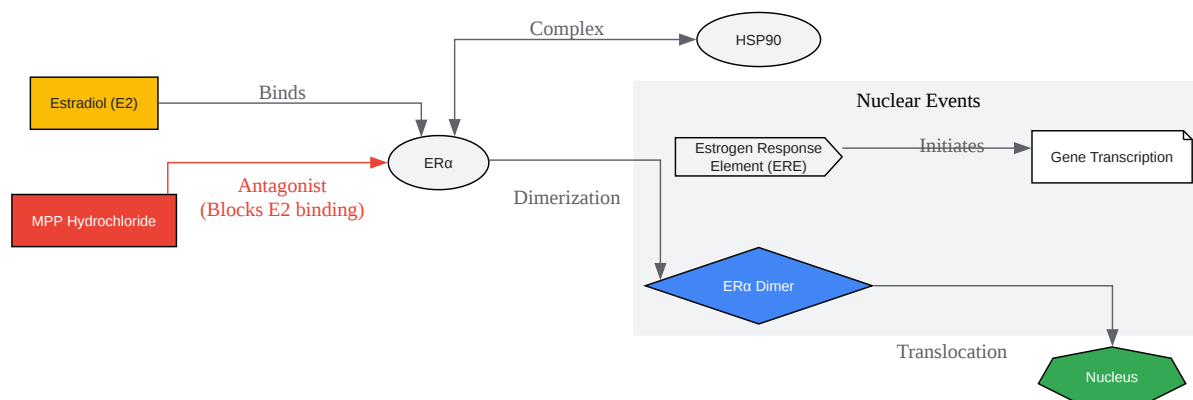 Complex
HSP90
Estradiol (E2)
Binds
Nuclear Events
Estrogen Response
Element (ERE)
Initiates
Gene Transcription
ERα
Antagonist
(Blocks E2 binding)
Dimerization
MPP Hydrochloride
ERα Dimer
Translocation
Nucleus